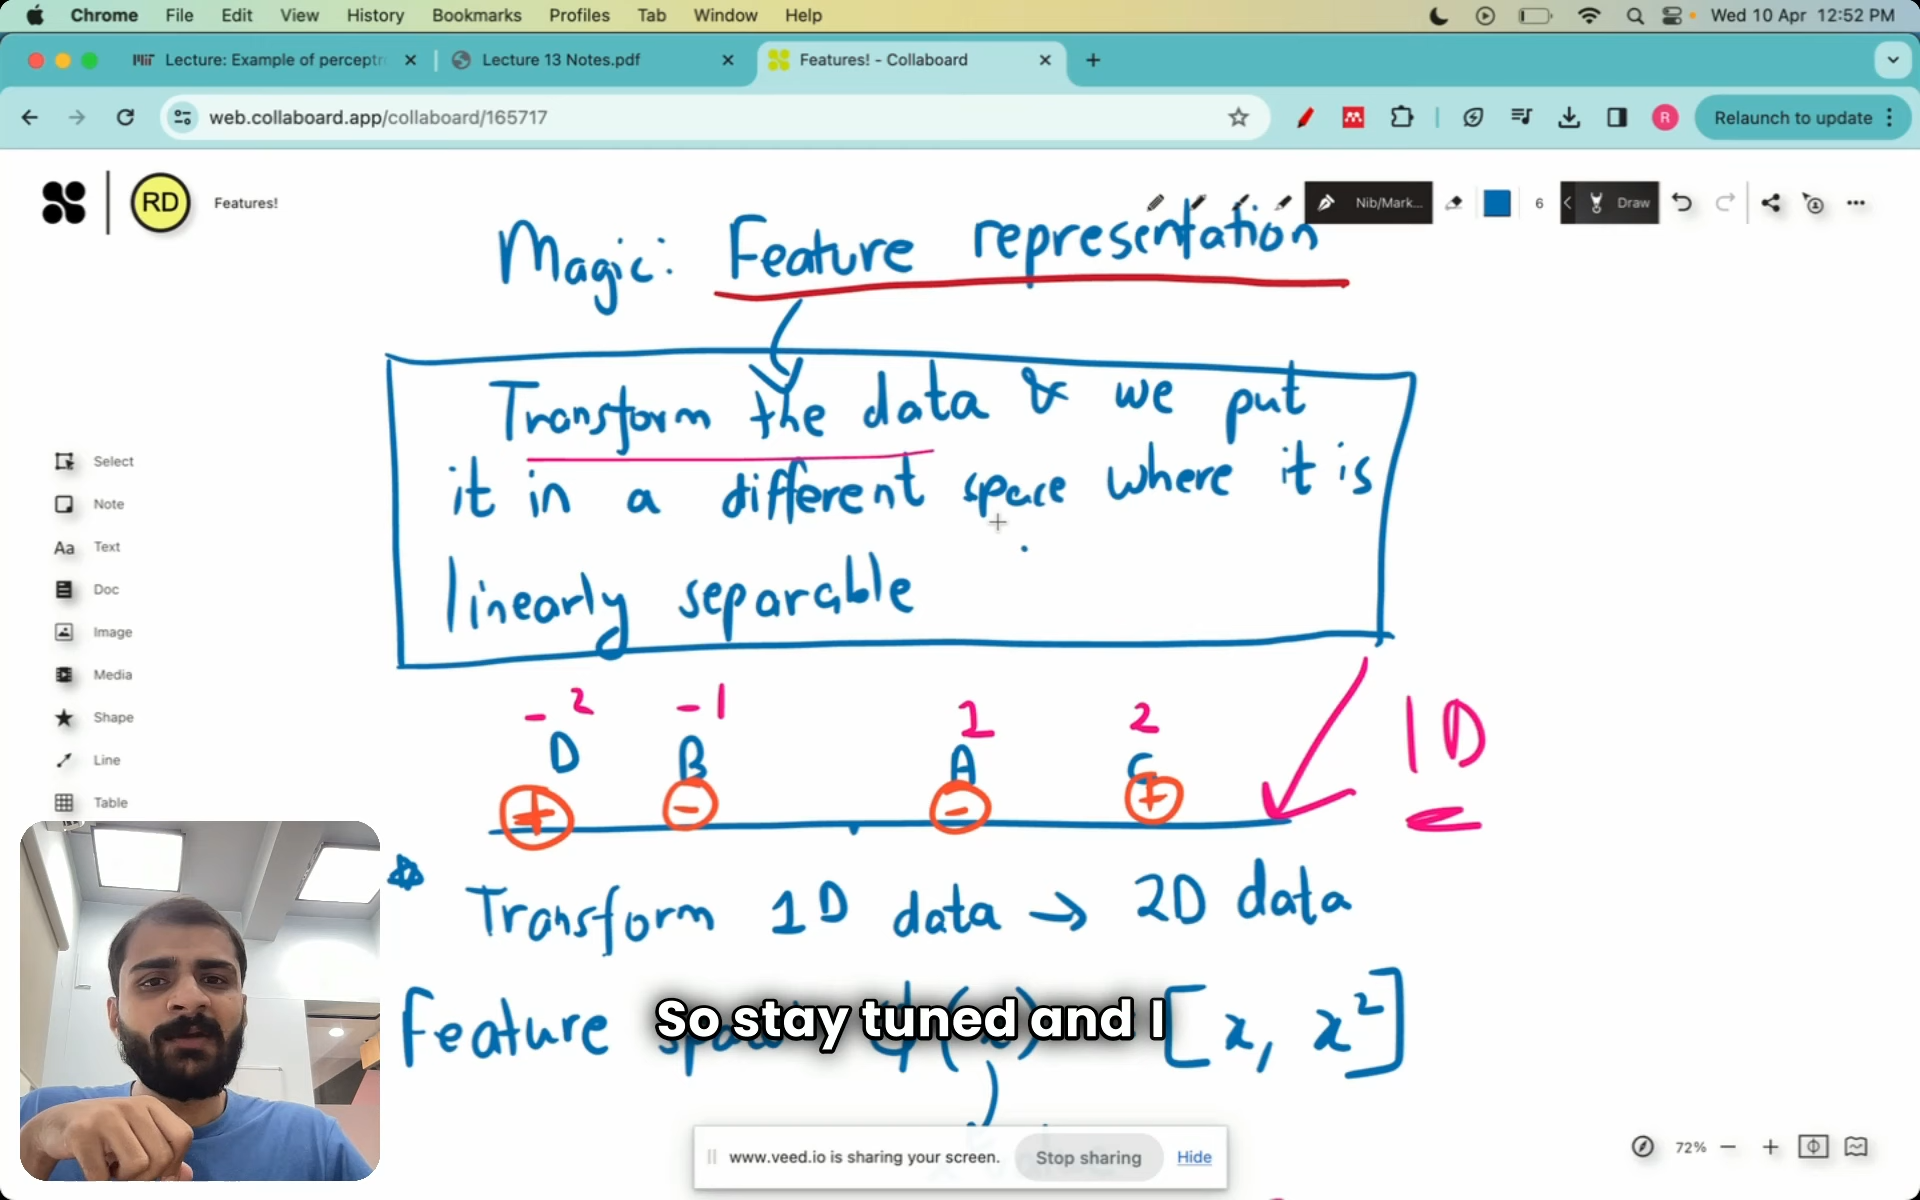 Chrome File Edit View History Bookmarks Profiles Tab Window Help Wed 10 Apr 12:52 PM
Lecture: Example of perceptr Lecture 13 Notes.pdf Features! - Collaboard
web.collaboard.app/collaboard/165717 R Relaunch to update
RD Features! Nib/Mark... 6 Draw
Magic: Feature representation
Transform the data & we put
it in a different space where it is
linearly separable
Select
Note
Text
Doc
Image
Media
Shape
Line
Table
-2 -1 1 2 1D
D B A C
+ - - +
Transform 1D data → 2D data
Feature space φ(x) [x, x²]
So stay tuned and I
www.veed.io is sharing your screen. Stop sharing Hide
72%